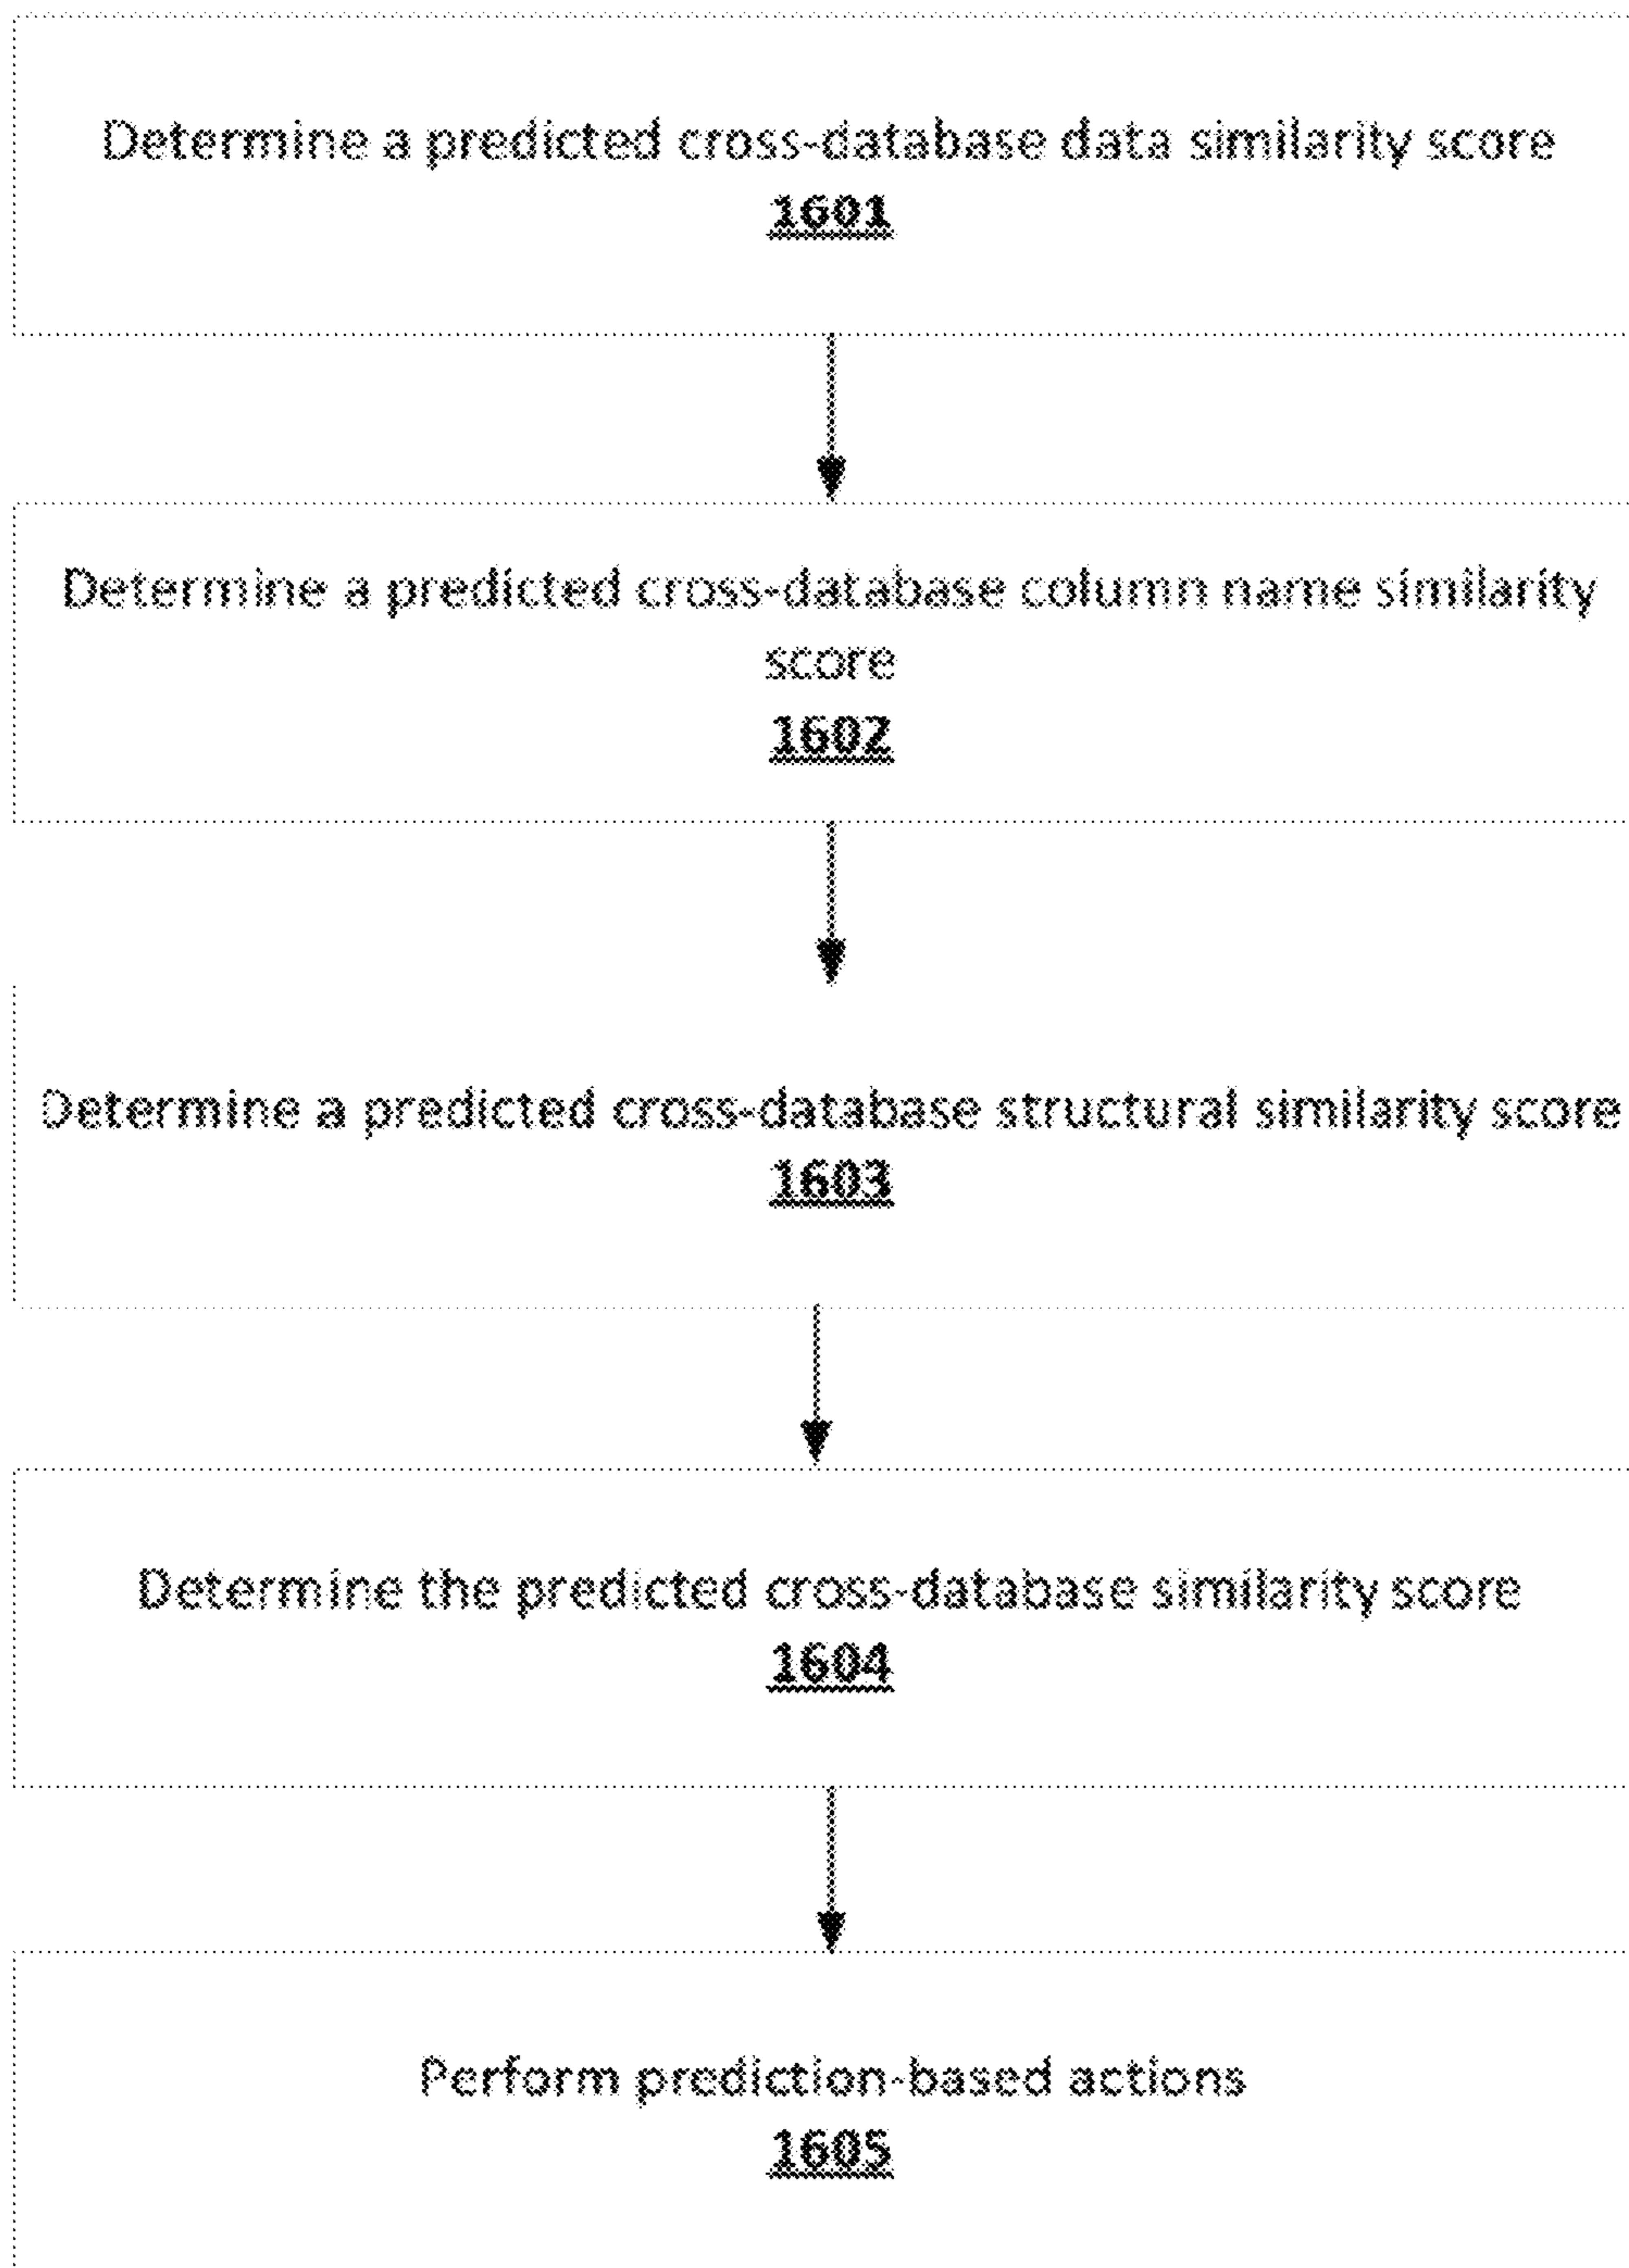 Determine a predicted cross-database data similarity score
1601
Determine a predicted cross-database column name similarity
score
1602
Determine a predicted cross-database structural similarity score
1603
Determine the predicted cross-database similarity score
1604
Perform prediction-based actions
1605